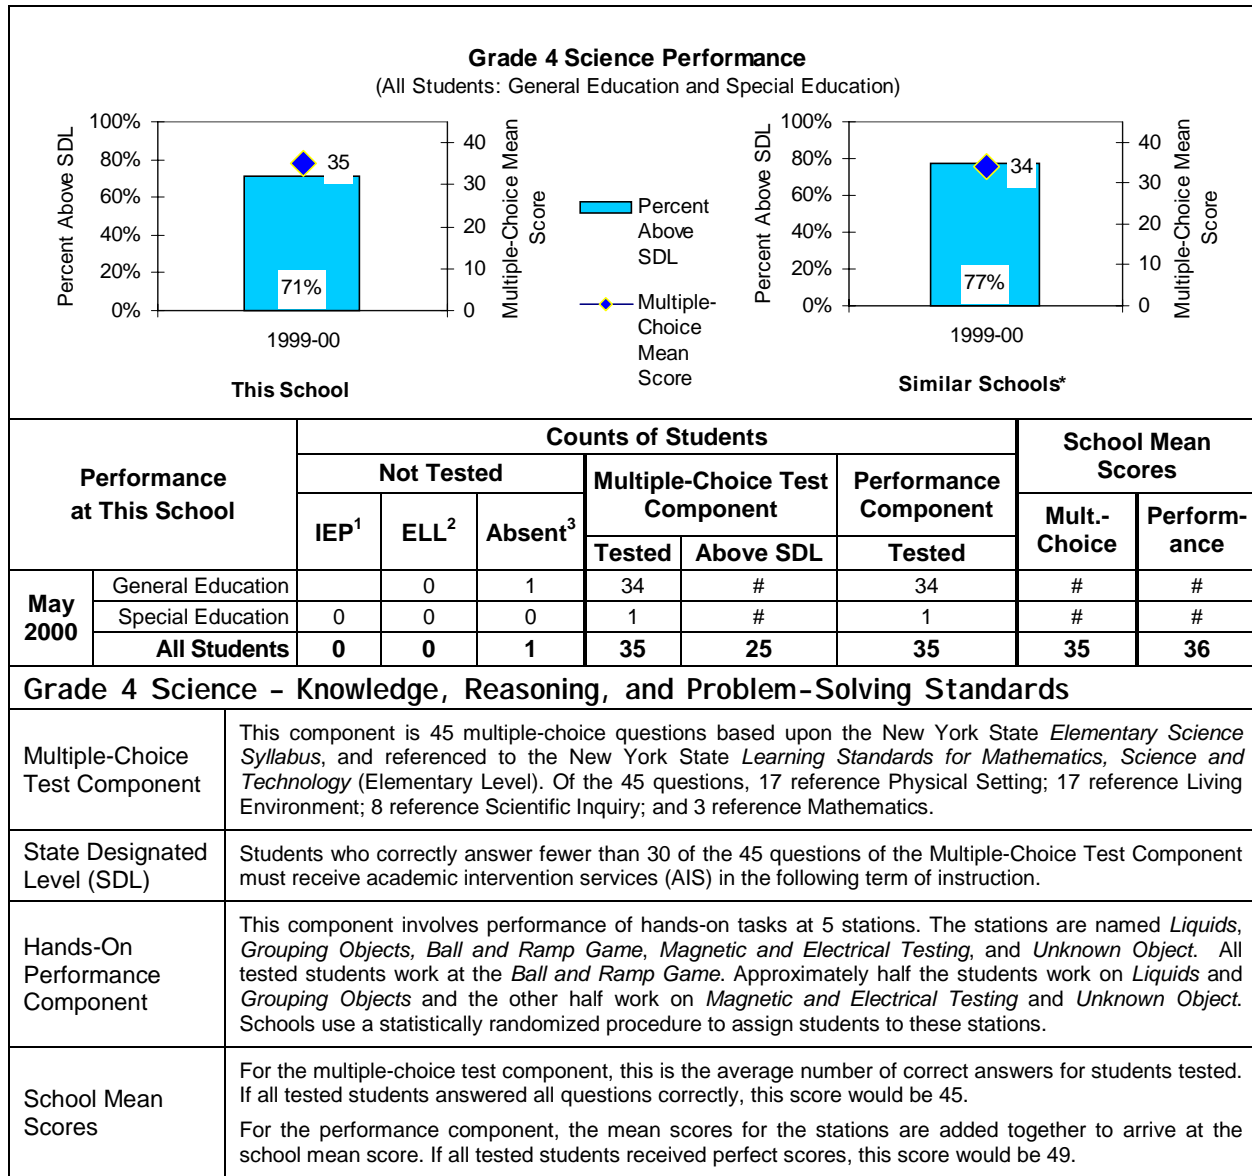 Grade 4 Science Performance
(All Students: General Education and Special Education)
Percent Above SDL
100%
80%
60%
40%
20%
0%
35
71%
1999-00
40
30
20
10
0
Multiple-Choice Mean
Score
This School
Percent
Above
SDL
Multiple-
Choice
Mean
Score
Percent Above SDL
100%
80%
60%
40%
20%
0%
34
77%
1999-00
40
30
20
10
0
Multiple-Choice Mean
Score
Similar Schools*
Performance
at This School
Counts of Students
School Mean
Scores
Not Tested
Multiple-Choice Test
Component
Performance
Component
IEP1 ELL2 Absent3
Tested Above SDL Tested
Mult.-
Choice
Perform-
ance
May
2000
General Education 0 1 34 # 34 # #
Special Education 0 0 0 1 # 1 # #
All Students 0 0 1 35 25 35 35 36
Grade 4 Science – Knowledge, Reasoning, and Problem-Solving Standards
Multiple-Choice
Test Component
This component is 45 multiple-choice questions based upon the New York State Elementary Science
Syllabus, and referenced to the New York State Learning Standards for Mathematics, Science and
Technology (Elementary Level). Of the 45 questions, 17 reference Physical Setting; 17 reference Living
Environment; 8 reference Scientific Inquiry; and 3 reference Mathematics.
State Designated
Level (SDL)
Students who correctly answer fewer than 30 of the 45 questions of the Multiple-Choice Test Component
must receive academic intervention services (AIS) in the following term of instruction.
Hands-On
Performance
Component
This component involves performance of hands-on tasks at 5 stations. The stations are named Liquids,
Grouping Objects, Ball and Ramp Game, Magnetic and Electrical Testing, and Unknown Object. All
tested students work at the Ball and Ramp Game. Approximately half the students work on Liquids and
Grouping Objects and the other half work on Magnetic and Electrical Testing and Unknown Object.
Schools use a statistically randomized procedure to assign students to these stations.
School Mean
Scores
For the multiple-choice test component, this is the average number of correct answers for students tested.
If all tested students answered all questions correctly, this score would be 45.
For the performance component, the mean scores for the stations are added together to arrive at the
school mean score. If all tested students received perfect scores, this score would be 49.